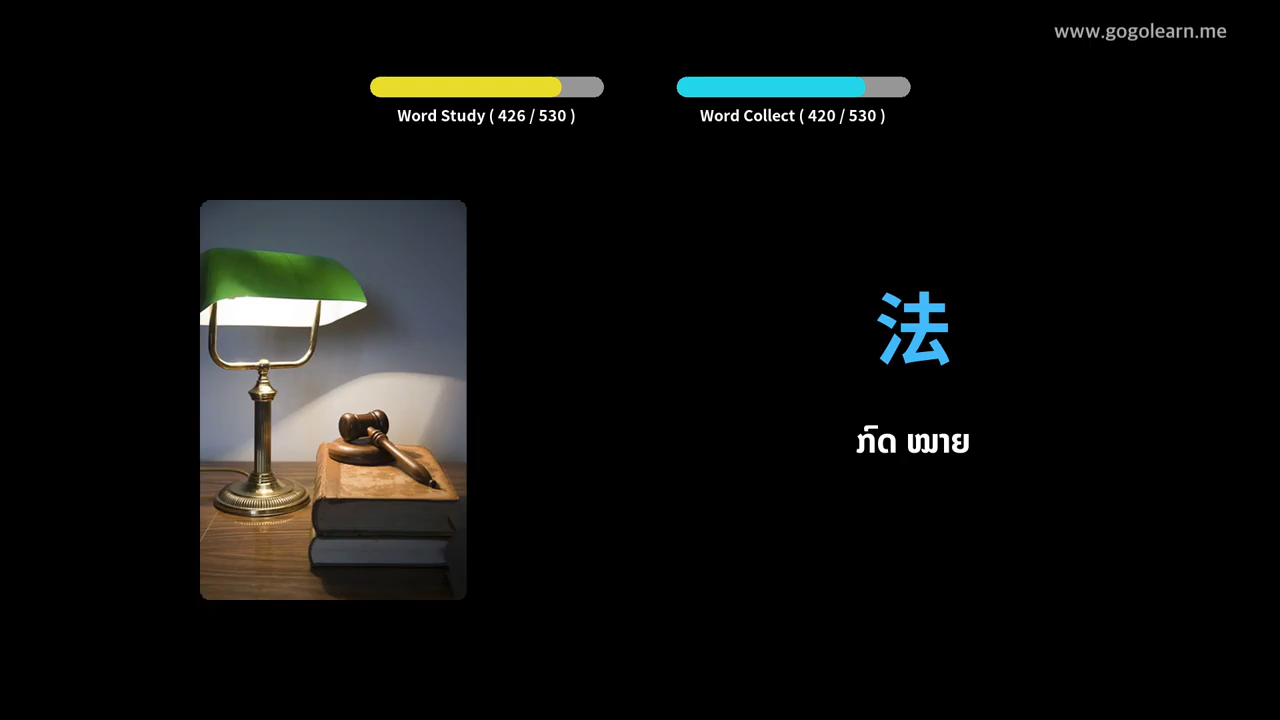 www.gogolearn.me
Word Study ( 426 / 530 )
Word Collect ( 420 / 530 )
法
ກົດ ໝາຍ